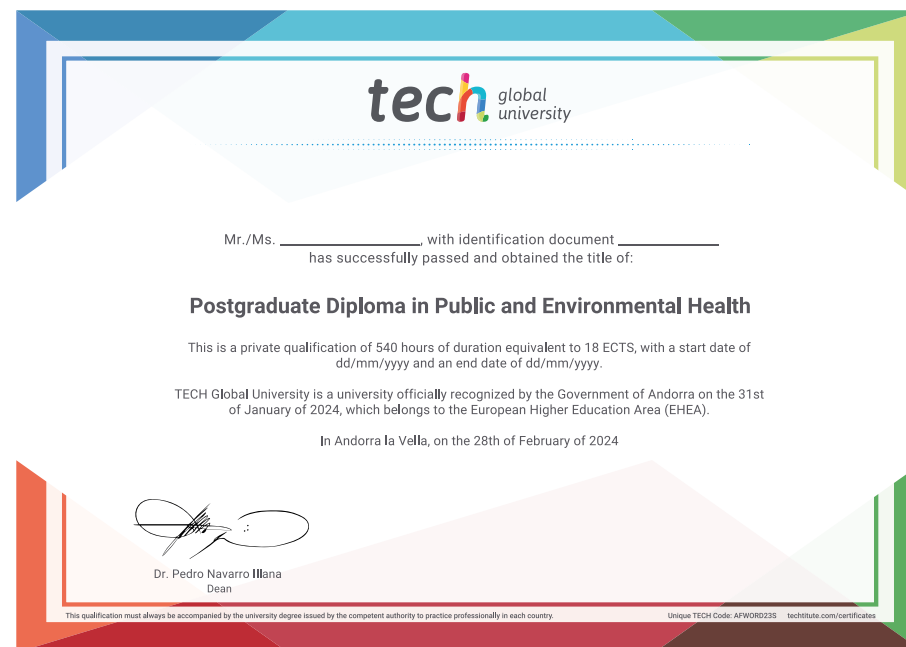 tech global
university
Mr./Ms. ____________________, with identification document ______________
has successfully passed and obtained the title of:
Postgraduate Diploma in Public and Environmental Health
This is a private qualification of 540 hours of duration equivalent to 18 ECTS, with a start date of
dd/mm/yyyy and an end date of dd/mm/yyyy.
TECH Global University is a university officially recognized by the Government of Andorra on the 31st
of January of 2024, which belongs to the European Higher Education Area (EHEA).
In Andorra la Vella, on the 28th of February of 2024
Dr. Pedro Navarro Illana
Dean
This qualification must always be accompanied by the university degree issued by the competent authority to practice professionally in each country.
Unique TECH Code: AFWORD23S techtitute.com/certificates